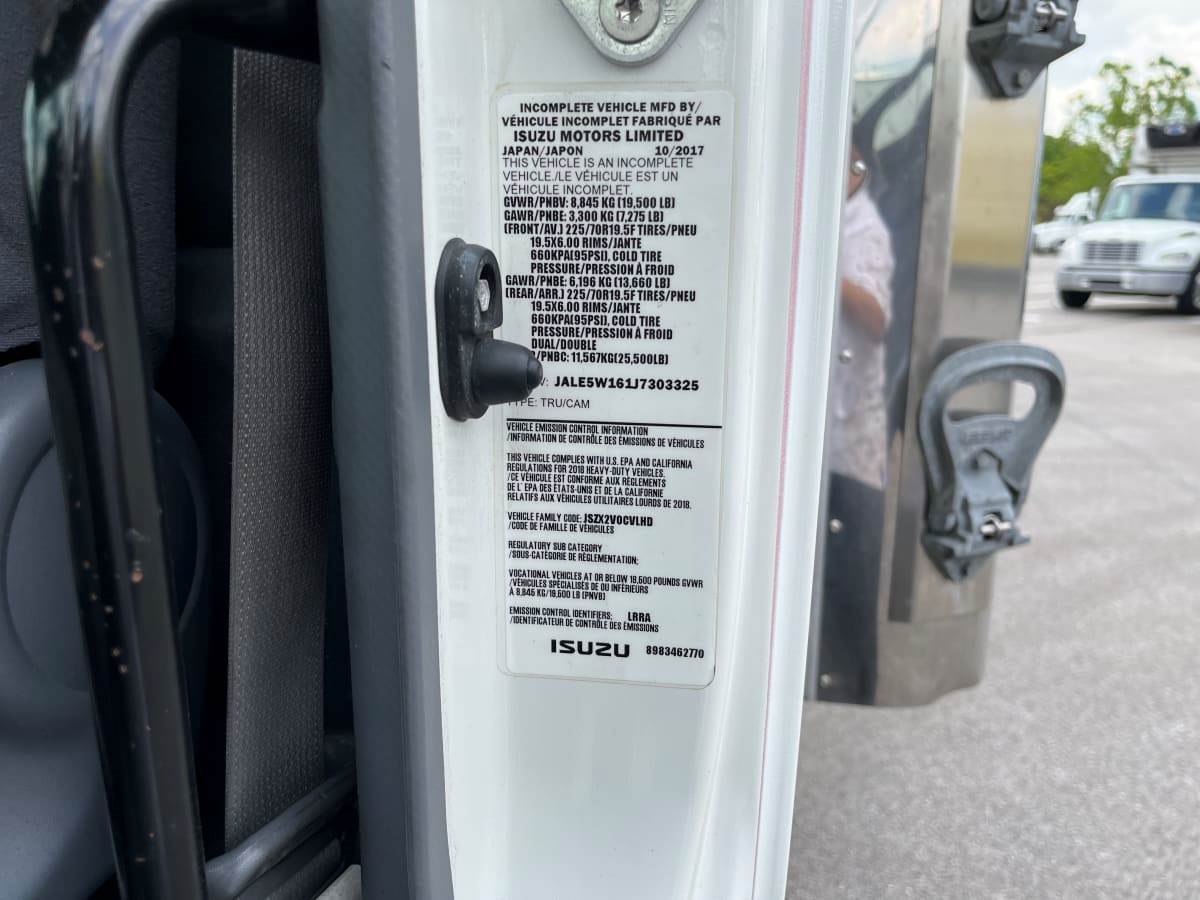 INCOMPLETE VEHICLE MFD BY/
VÉHICULE INCOMPLET FABRIQUÉ PAR
ISUZU MOTORS LIMITED
JAPAN/JAPON 10/2017
THIS VEHICLE IS AN INCOMPLETE
VEHICLE./LE VÉHICULE EST UN
VÉHICULE INCOMPLET.
GVWR/PNBV: 8,845 KG (19,500 LB)
GAWR/PNBE: 3,300 KG (7,275 LB)
(FRONT/AV.) 225/70R19.5F TIRES/PNEU
19.5X6.00 RIMS/JANTE
660KPA(95PSI), COLD TIRE
PRESSURE/PRESSION À FROID
GAWR/PNBE: 6,196 KG (13,660 LB)
(REAR/ARR.) 225/70R19.5F TIRES/PNEU
19.5X6.00 RIMS/JANTE
660KPA(95PSI), COLD TIRE
PRESSURE/PRESSION À FROID
DUAL/DOUBLE
/PNBC: 11,567KG(25,500LB)
: JALE5W161J7303325
TYPE: TRU/CAM
VEHICLE EMISSION CONTROL INFORMATION
/INFORMATION DE CONTRÔLE DES ÉMISSIONS DE VÉHICULES
THIS VEHICLE COMPLIES WITH U.S. EPA AND CALIFORNIA
REGULATIONS FOR 2018 HEAVY-DUTY VEHICLES.
/CE VÉHICULE EST CONFORME AUX RÈGLEMENTS
DE L' EPA DES ÉTATS-UNIS ET DE LA CALIFORNIE
RELATIFS AUX VÉHICULES UTILITAIRES LOURDS DE 2018.
VEHICLE FAMILY CODE: JSZX2VOCVLHD
/CODE DE FAMILLE DE VÉHICULES
REGULATORY SUB CATEGORY
/SOUS-CATÉGORIE DE RÉGLEMENTATION:
VOCATIONAL VEHICLES AT OR BELOW 19,500 POUNDS GVWR
/VÉHICULES SPÉCIALISÉS DE OU INFÉRIEURS
À 8,845 KG/19,500 LB (PNVB)
EMISSION CONTROL IDENTIFIERS: LRRA
/IDENTIFICATEUR DE CONTRÔLE DES ÉMISSIONS
ISUZU 8983462770